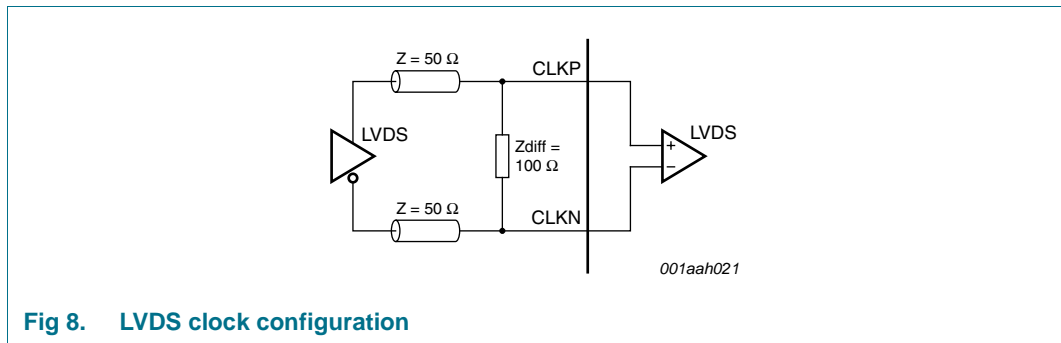 Z = 50 Ω
CLKP
LVDS
LVDS
+
−
Zdiff =
100 Ω
Z = 50 Ω
CLKN
001aah021
Fig 8. LVDS clock configuration